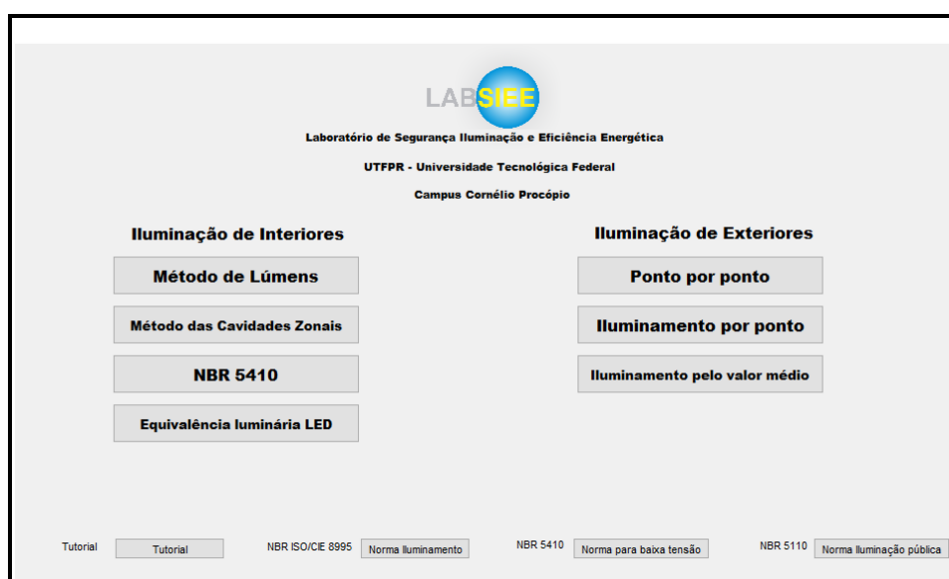 LABSIEE
Laboratório de Segurança Iluminação e Eficiência Energética
UTFPR - Universidade Tecnológica Federal
Campus Cornélio Procópio
Iluminação de Interiores
Método de Lúmens
Método das Cavidades Zonais
NBR 5410
Equivalência luminária LED
Iluminação de Exteriores
Ponto por ponto
Iluminamento por ponto
Iluminamento pelo valor médio
Tutorial Tutorial NBR ISO/CIE 8995 Norma Iluminamento NBR 5410 Norma para baixa tensão NBR 5110 Norma Iluminação pública